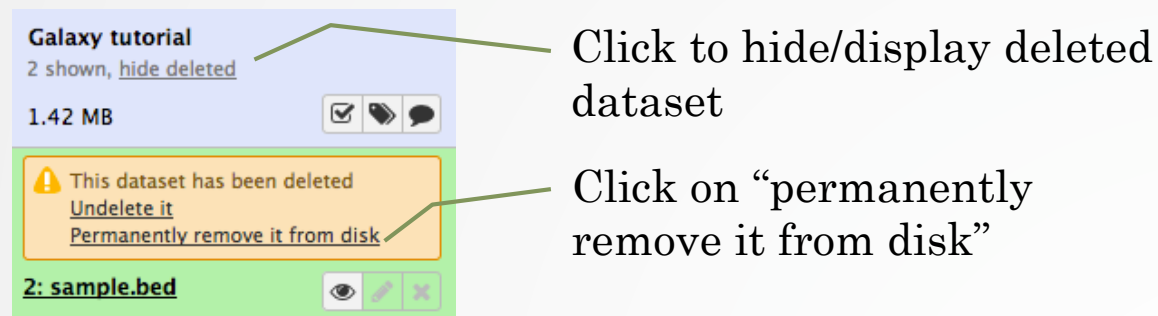 Galaxy tutorial
2 shown, hide deleted
1.42 MB
This dataset has been deleted
Undelete it
Permanently remove it from disk
2: sample.bed
Click to hide/display deleted
dataset
Click on “permanently
remove it from disk”